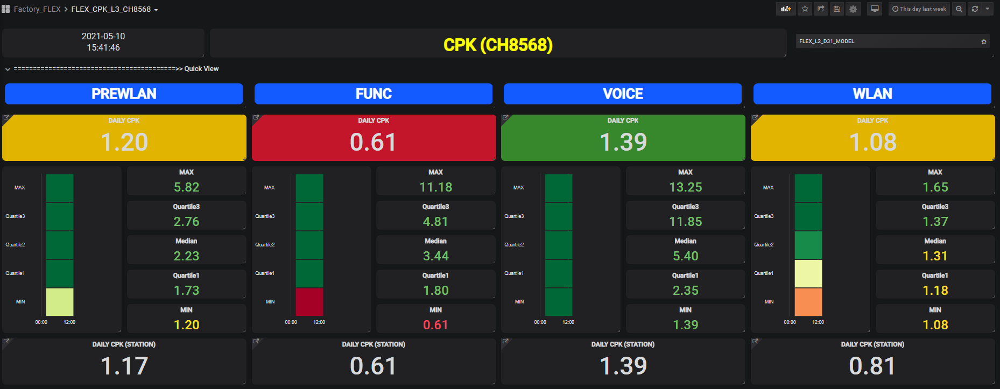 Factory_FLEX > FLEX_CPK_L3_CH8568
This day last week
2021-05-10
15:41:46
CPK (CH8568)
FLEX_L2_D31_MODEL
==========================================>> Quick View
PREWLAN
FUNC
VOICE
WLAN
DAILY CPK
1.20
DAILY CPK
0.61
DAILY CPK
1.39
DAILY CPK
1.08
MAX
Quartile3
Quartile2
Quartile1
MIN
00:00 12:00
MAX
5.82
Quartile3
2.76
Median
2.23
Quartile1
1.73
MIN
1.20
MAX
Quartile3
Quartile2
Quartile1
MIN
00:00 12:00
MAX
11.18
Quartile3
4.81
Median
3.44
Quartile1
1.80
MIN
0.61
MAX
Quartile3
Quartile2
Quartile1
MIN
00:00 12:00
MAX
13.25
Quartile3
11.85
Median
5.40
Quartile1
2.35
MIN
1.39
MAX
Quartile3
Quartile2
Quartile1
MIN
00:00 12:00
MAX
1.65
Quartile3
1.37
Median
1.31
Quartile1
1.18
MIN
1.08
DAILY CPK (STATION)
1.17
DAILY CPK (STATION)
0.61
DAILY CPK (STATION)
1.39
DAILY CPK (STATION)
0.81